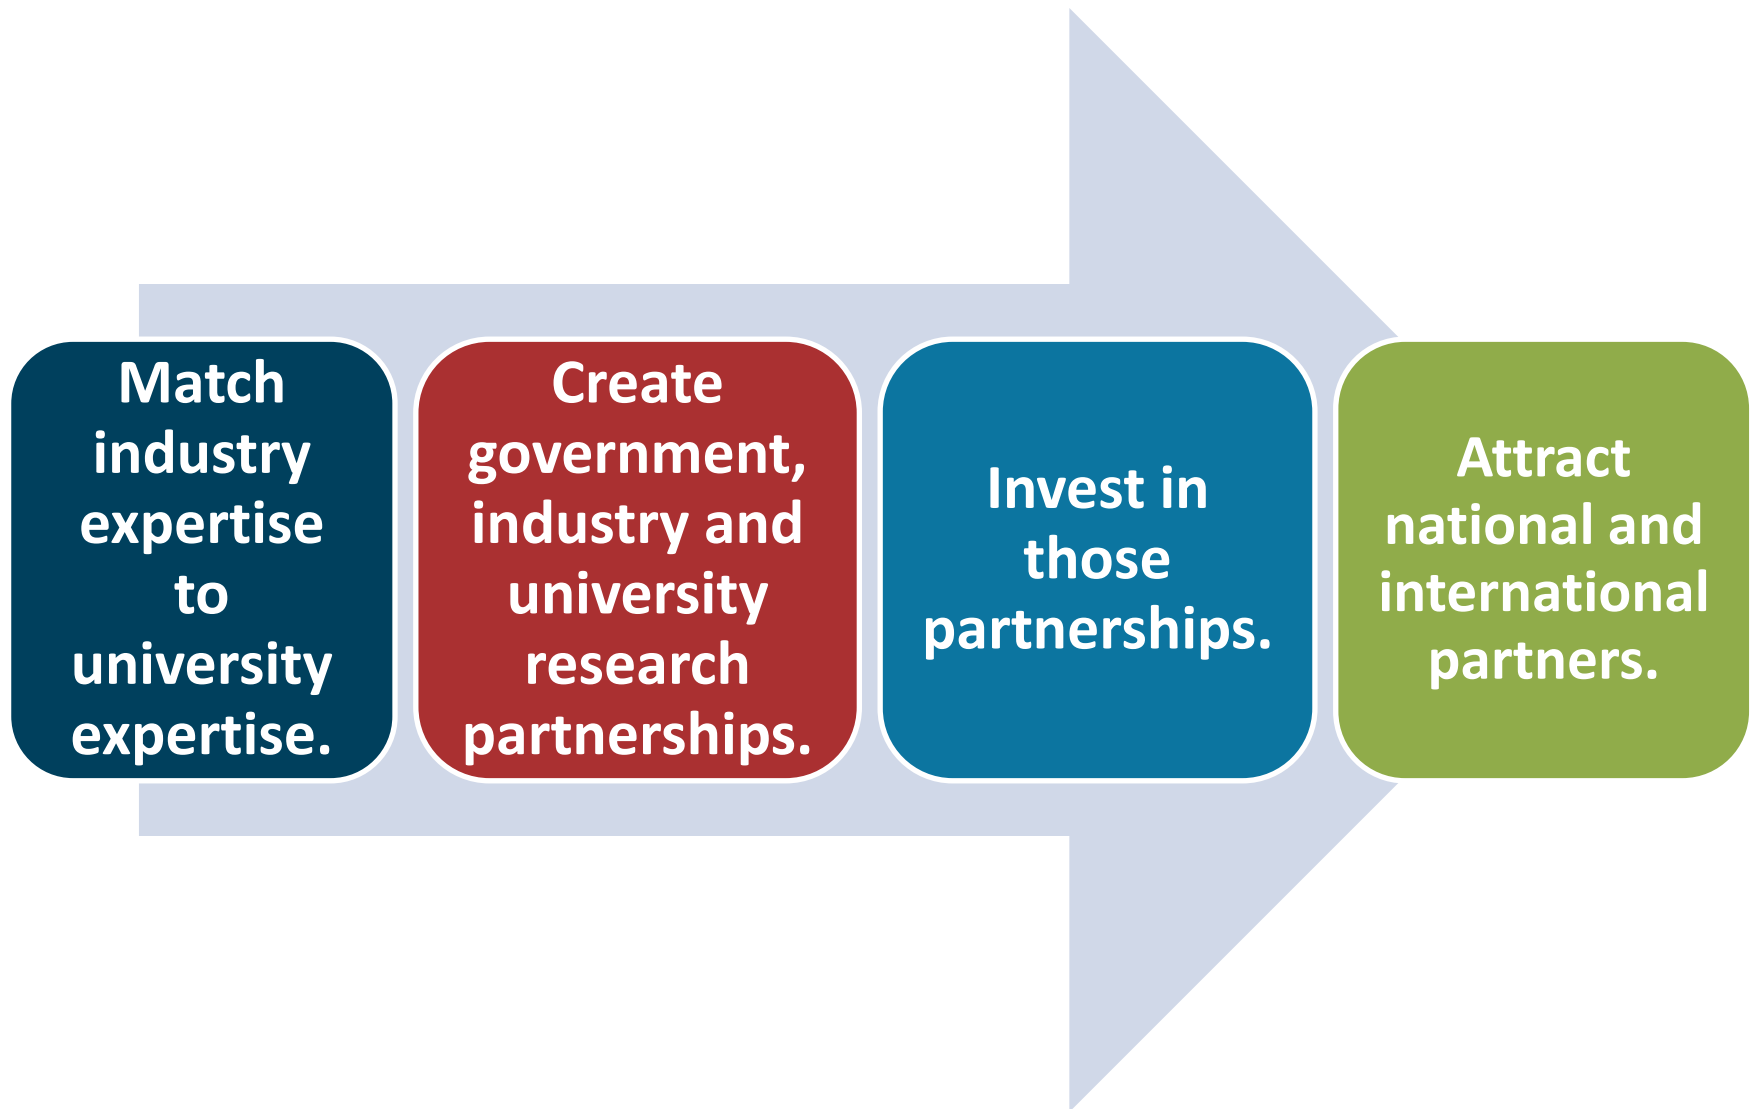 Match
industry
expertise
to
university
expertise.
Create
government,
industry and
university
research
partnerships.
Invest in
those
partnerships.
Attract
national and
international
partners.